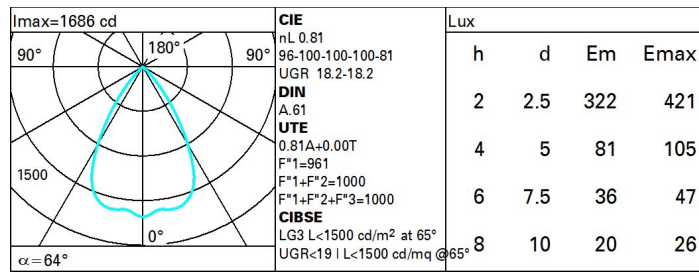 Imax=1686 cd
90° 180° 90°
1500
0°
α=64°
CIE
nL 0.81
96-100-100-100-81
UGR 18.2-18.2
DIN
A.61
UTE
0.81A+0.00T
F"1=961
F"1+F"2=1000
F"1+F"2+F"3=1000
CIBSE
LG3 L<1500 cd/m² at 65°
UGR<19 | L<1500 cd/mq @65°
Lux
h d Em Emax
2 2.5 322 421
4 5 81 105
6 7.5 36 47
8 10 20 26